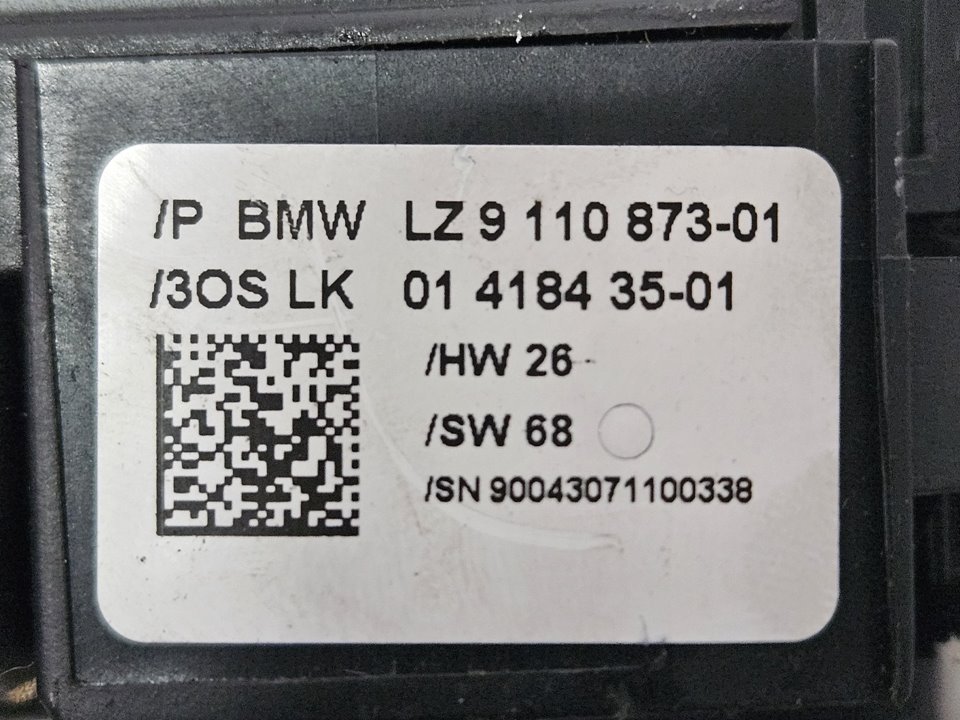 /P BMW LZ 9 110 873-01
/3OS LK 01 4184 35-01
/HW 26
/SW 68
/SN 90043071100338